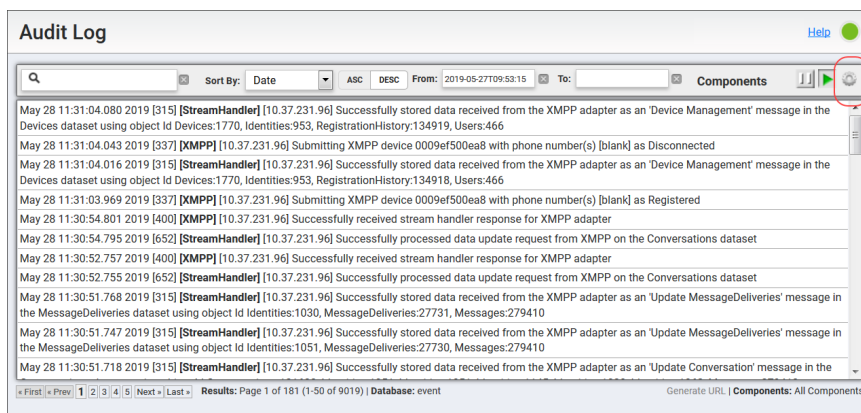 Audit Log
Help
Sort By: Date ASC DESC From: 2019-05-27T09:53:15 To: Components
May 28 11:31:04.080 2019 [315] [StreamHandler] [10.37.231.96] Successfully stored data received from the XMPP adapter as an 'Device Management' message in the
Devices dataset using object Id Devices:1770, Identities:953, RegistrationHistory:134919, Users:466
May 28 11:31:04.043 2019 [337] [XMPP] [10.37.231.96] Submitting XMPP device 0009ef500ea8 with phone number(s) [blank] as Disconnected
May 28 11:31:04.016 2019 [315] [StreamHandler] [10.37.231.96] Successfully stored data received from the XMPP adapter as an 'Device Management' message in the
Devices dataset using object Id Devices:1770, Identities:953, RegistrationHistory:134918, Users:466
May 28 11:31:03.969 2019 [337] [XMPP] [10.37.231.96] Submitting XMPP device 0009ef500ea8 with phone number(s) [blank] as Registered
May 28 11:30:54.801 2019 [400] [XMPP] [10.37.231.96] Successfully received stream handler response for XMPP adapter
May 28 11:30:54.795 2019 [652] [StreamHandler] [10.37.231.96] Successfully processed data update request from XMPP on the Conversations dataset
May 28 11:30:52.757 2019 [400] [XMPP] [10.37.231.96] Successfully received stream handler response for XMPP adapter
May 28 11:30:52.755 2019 [652] [StreamHandler] [10.37.231.96] Successfully processed data update request from XMPP on the Conversations dataset
May 28 11:30:51.768 2019 [315] [StreamHandler] [10.37.231.96] Successfully stored data received from the XMPP adapter as an 'Update MessageDeliveries' message in
the MessageDeliveries dataset using object Id Identities:1030, MessageDeliveries:27731, Messages:279410
May 28 11:30:51.747 2019 [315] [StreamHandler] [10.37.231.96] Successfully stored data received from the XMPP adapter as an 'Update MessageDeliveries' message in
the MessageDeliveries dataset using object Id Identities:1051, MessageDeliveries:27730, Messages:279410
May 28 11:30:51.718 2019 [315] [StreamHandler] [10.37.231.96] Successfully stored data received from the XMPP adapter as an 'Update Conversation' message in the
« First « Prev 1 2 3 4 5 Next » Last » Results: Page 1 of 181 (1-50 of 9019) | Database: event Generate URL | Components: All Components